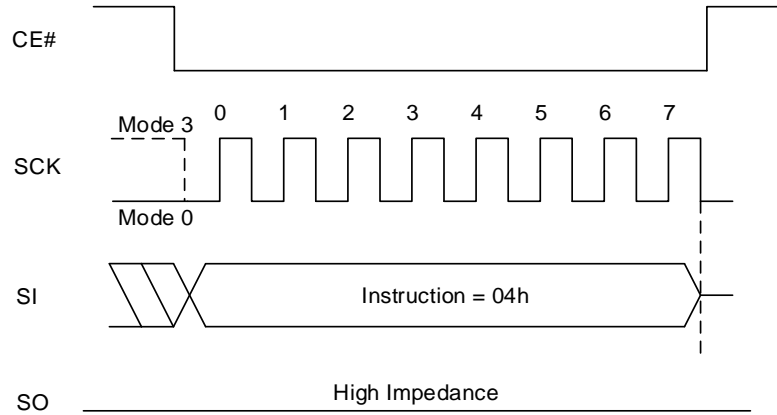 CE#
0 1 2 3 4 5 6 7
Mode 3
SCK
Mode 0
SI
Instruction = 04h
High Impedance
SO